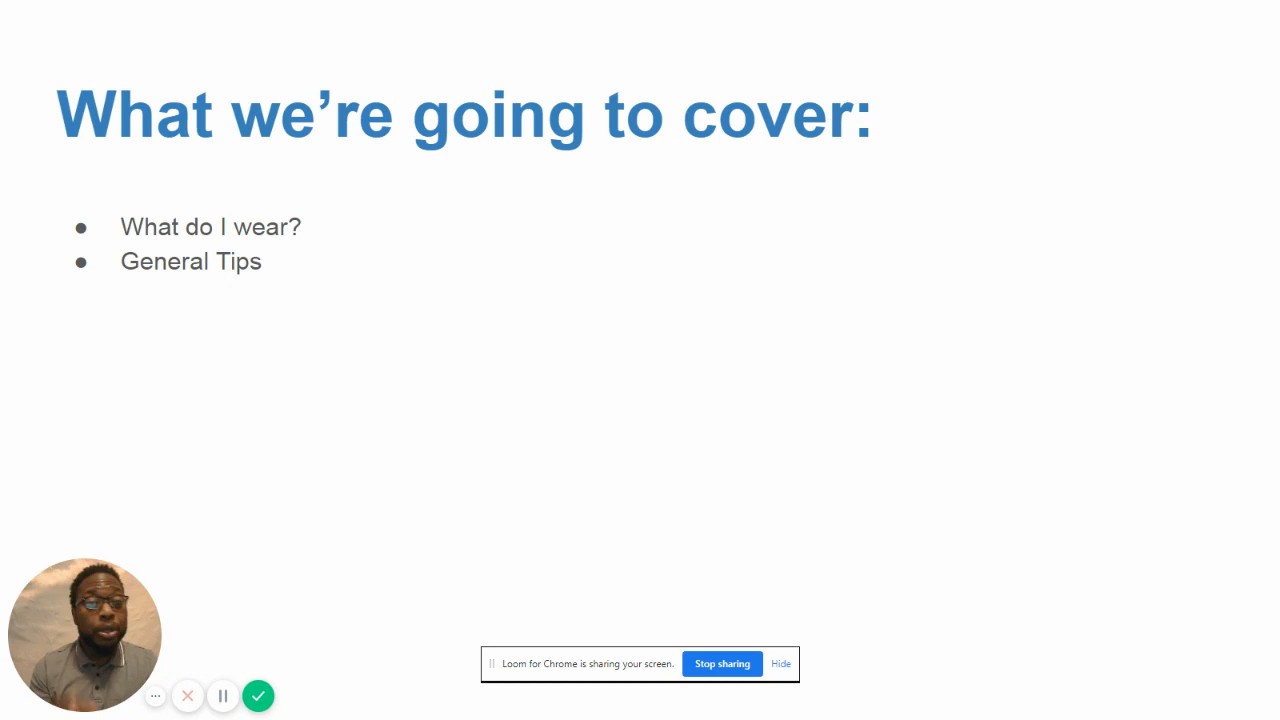 What we’re going to cover:
● What do I wear?
● General Tips
Loom for Chrome is sharing your screen. Stop sharing Hide